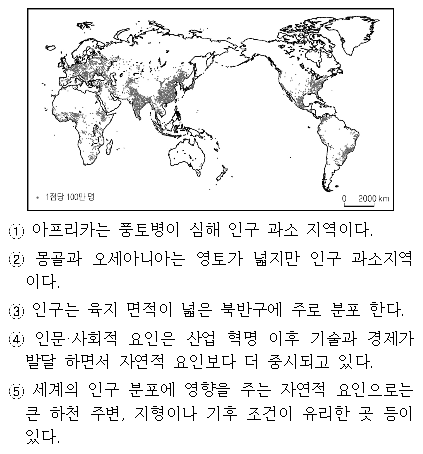 • 1점당 100만 명
0 2000 km
① 아프리카는 풍토병이 심해 인구 과소 지역이다.
② 몽골과 오세아니아는 영토가 넓지만 인구 과소지역
이다.
③ 인구는 육지 면적이 넓은 북반구에 주로 분포 한다.
④ 인문·사회적 요인은 산업 혁명 이후 기술과 경제가
발달 하면서 자연적 요인보다 더 중시되고 있다.
⑤ 세계의 인구 분포에 영향을 주는 자연적 요인으로는
큰 하천 주변, 지형이나 기후 조건이 유리한 곳 등이
있다.